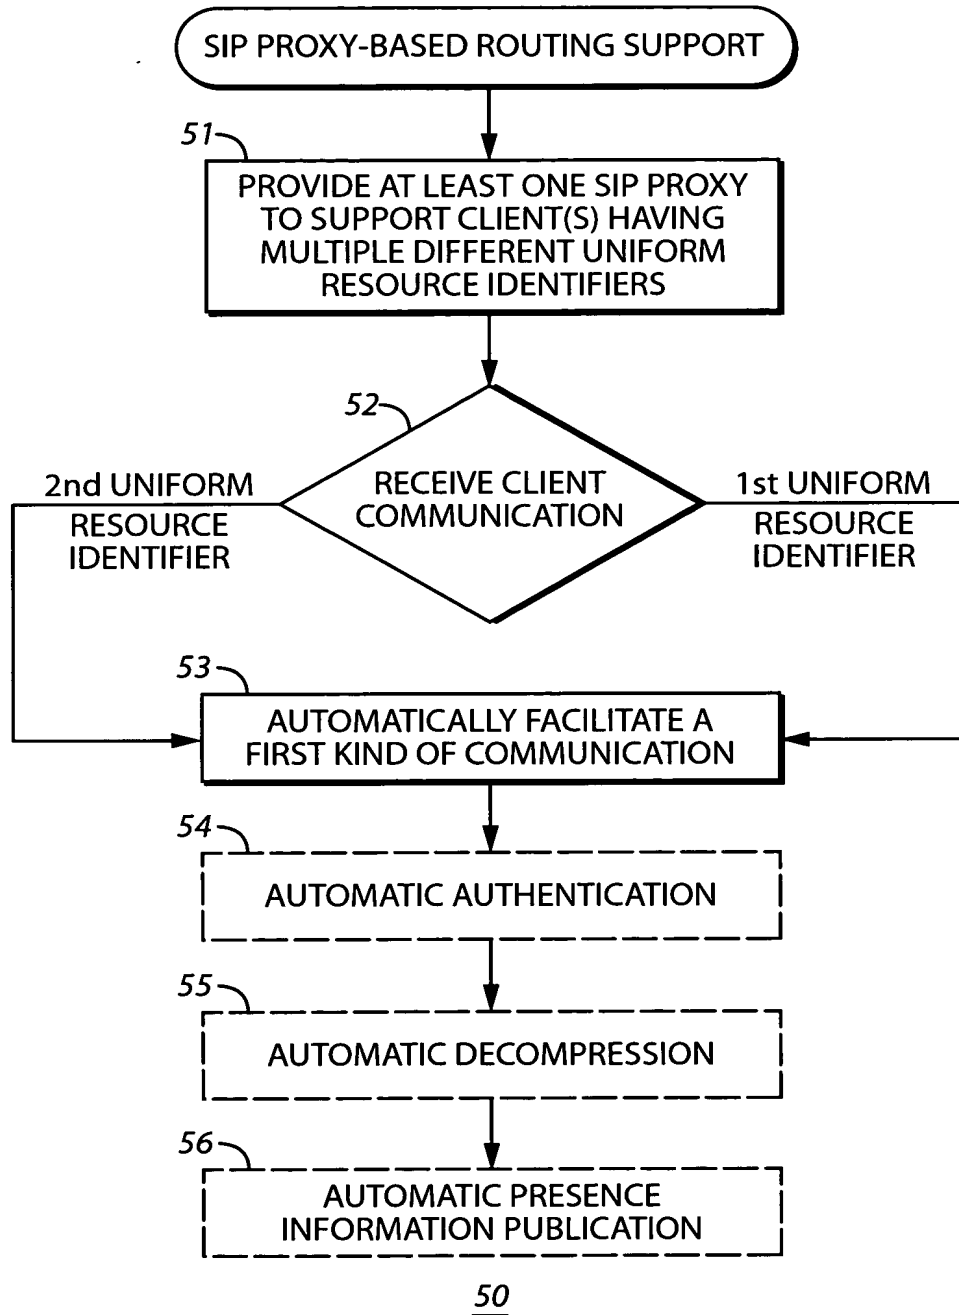 SIP PROXY-BASED ROUTING SUPPORT
51
PROVIDE AT LEAST ONE SIP PROXY
TO SUPPORT CLIENT(S) HAVING
MULTIPLE DIFFERENT UNIFORM
RESOURCE IDENTIFIERS
52
RECEIVE CLIENT
COMMUNICATION
2nd UNIFORM
RESOURCE
IDENTIFIER
1st UNIFORM
RESOURCE
IDENTIFIER
53
AUTOMATICALLY FACILITATE A
FIRST KIND OF COMMUNICATION
54
AUTOMATIC AUTHENTICATION
55
AUTOMATIC DECOMPRESSION
56
AUTOMATIC PRESENCE
INFORMATION PUBLICATION
50